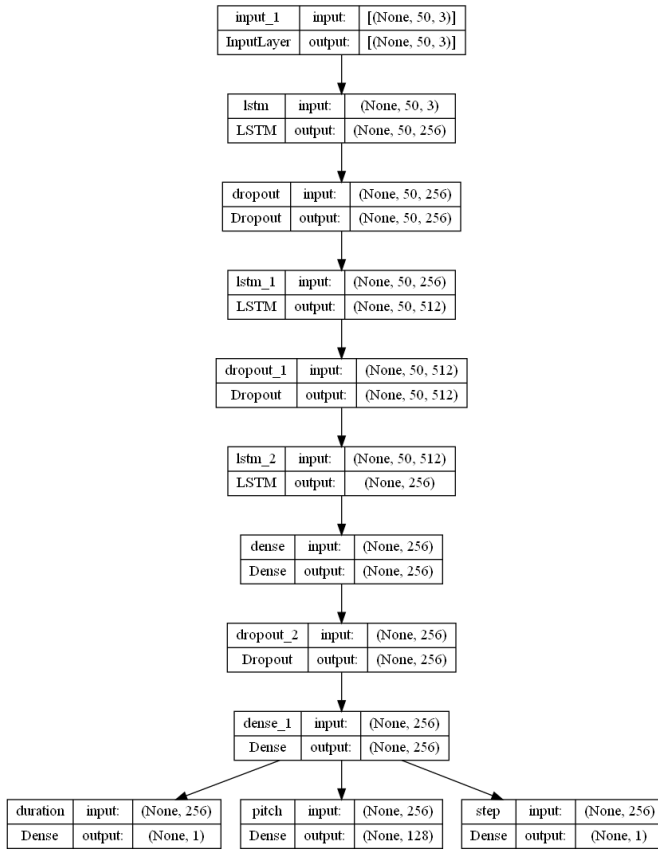 input_1 input: [(None, 50, 3)]
InputLayer output: [(None, 50, 3)]
lstm input: (None, 50, 3)
LSTM output: (None, 50, 256)
dropout input: (None, 50, 256)
Dropout output: (None, 50, 256)
lstm_1 input: (None, 50, 256)
LSTM output: (None, 50, 512)
dropout_1 input: (None, 50, 512)
Dropout output: (None, 50, 512)
lstm_2 input: (None, 50, 512)
LSTM output: (None, 256)
dense input: (None, 256)
Dense output: (None, 256)
dropout_2 input: (None, 256)
Dropout output: (None, 256)
dense_1 input: (None, 256)
Dense output: (None, 256)
duration input: (None, 256)
Dense output: (None, 1)
pitch input: (None, 256)
Dense output: (None, 128)
step input: (None, 256)
Dense output: (None, 1)